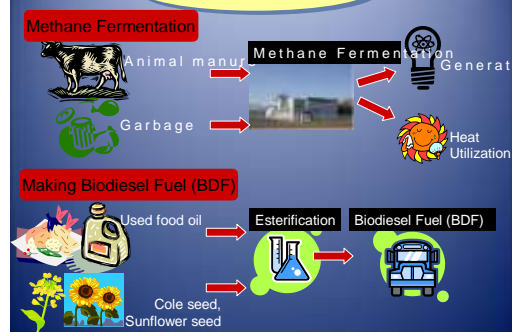 Methane Fermentation
Animal manure
Methane Fermentation
Generat
Garbage
Heat
Utilization
Making Biodiesel Fuel (BDF)
Used food oil
Esterification
Biodiesel Fuel (BDF)
Cole seed,
Sunflower seed